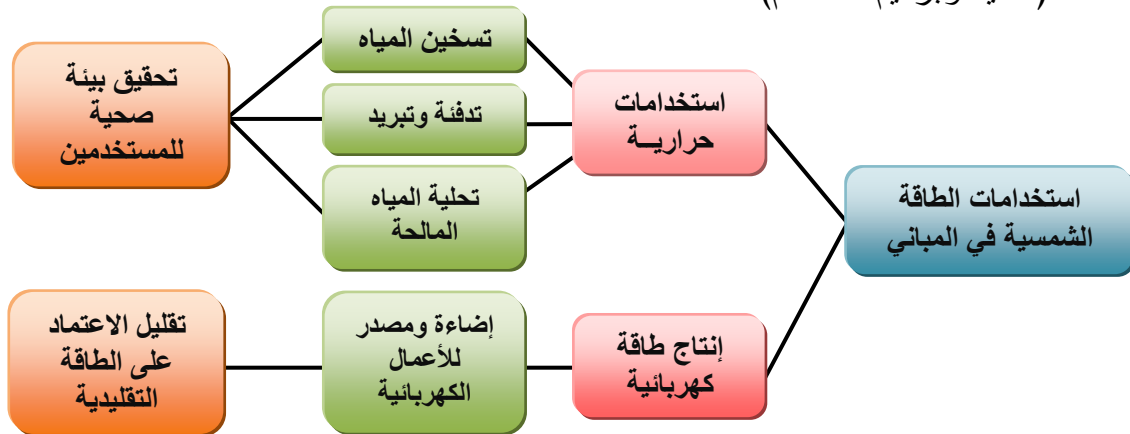 استخدامات الطاقة
الشمسية في المباني
استخدامات
حراريــة
تسخين المياه
تدفئة وتبريد
تحلية المياه
المالحة
تحقيق بيئة
صحية
للمستخدمين
إنتاج طاقة
كهربائية
إضاءة ومصدر
للأعمال
الكهربائية
تقليل الاعتماد
على الطاقة
التقليدية